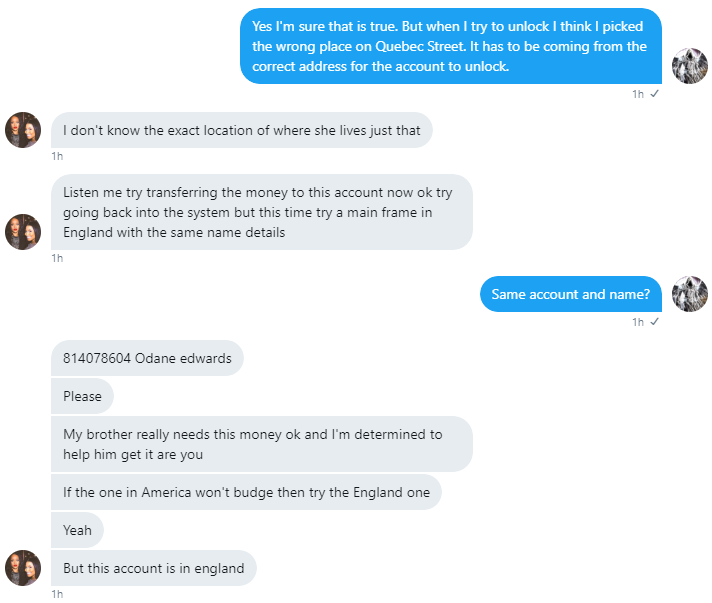 Yes I'm sure that is true. But when I try to unlock I think I picked
the wrong place on Quebec Street. It has to be coming from the
correct address for the account to unlock.
1h
I don't know the exact location of where she lives just that
1h
Listen me try transferring the money to this account now ok try
going back into the system but this time try a main frame in
England with the same name details
1h
Same account and name?
1h
814078604 Odane edwards
Please
My brother really needs this money ok and I'm determined to
help him get it are you
If the one in America won't budge then try the England one
Yeah
But this account is in england
1h